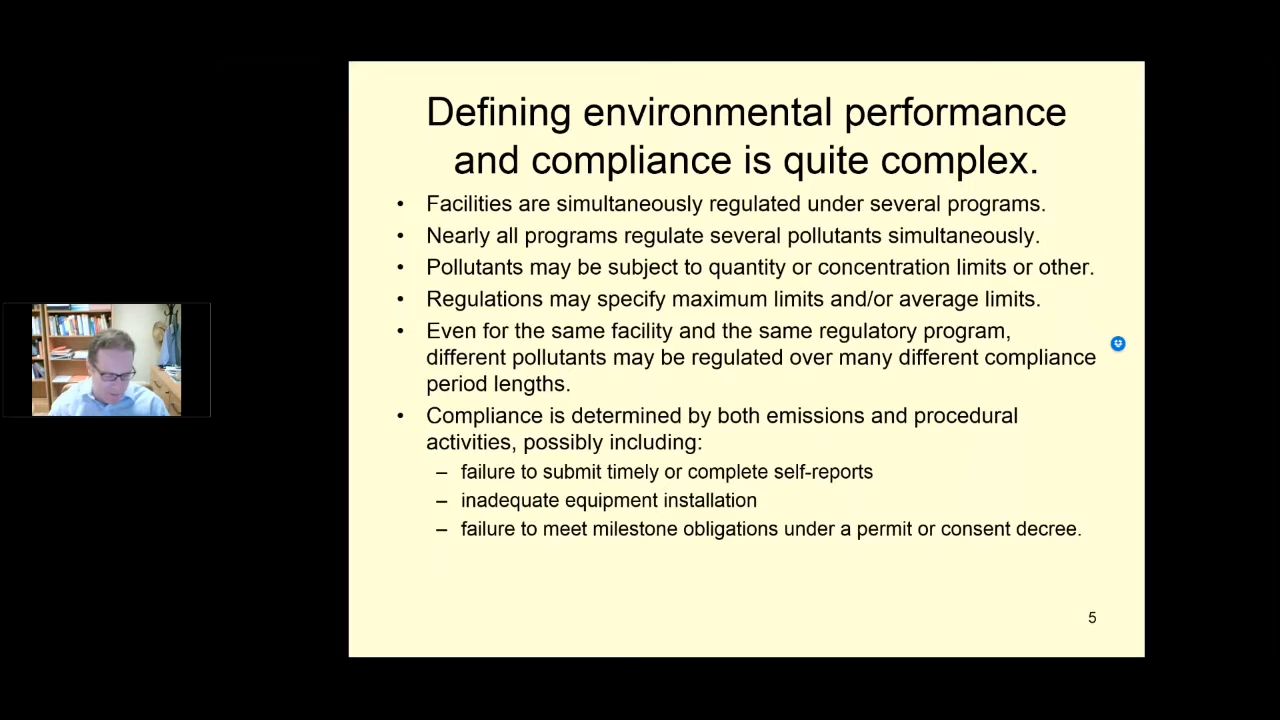 Defining environmental performance
and compliance is quite complex.
• Facilities are simultaneously regulated under several programs.
• Nearly all programs regulate several pollutants simultaneously.
• Pollutants may be subject to quantity or concentration limits or other.
• Regulations may specify maximum limits and/or average limits.
• Even for the same facility and the same regulatory program,
different pollutants may be regulated over many different compliance
period lengths.
• Compliance is determined by both emissions and procedural
activities, possibly including:
– failure to submit timely or complete self-reports
– inadequate equipment installation
– failure to meet milestone obligations under a permit or consent decree.
5